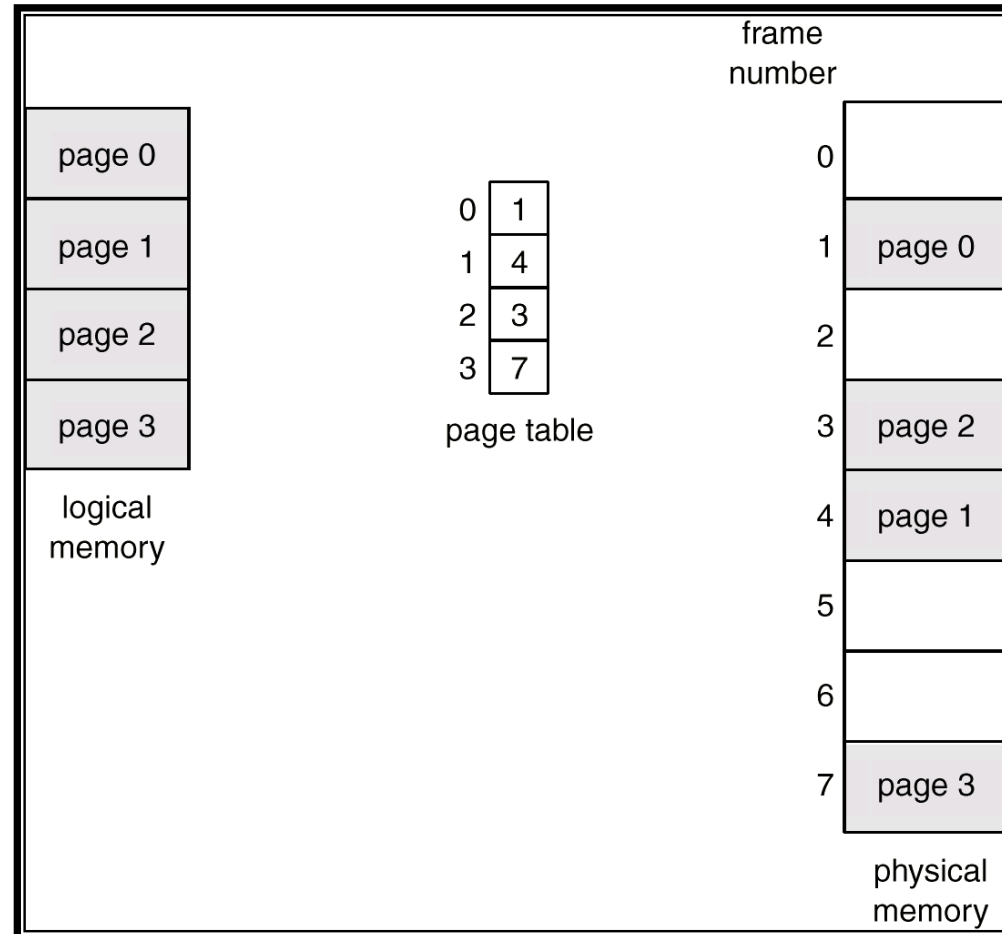 frame
number
page 0
page 1
page 2
page 3
logical
memory
0 1
1 4
2 3
3 7
page table
0
1 page 0
2
3 page 2
4 page 1
5
6
7 page 3
physical
memory